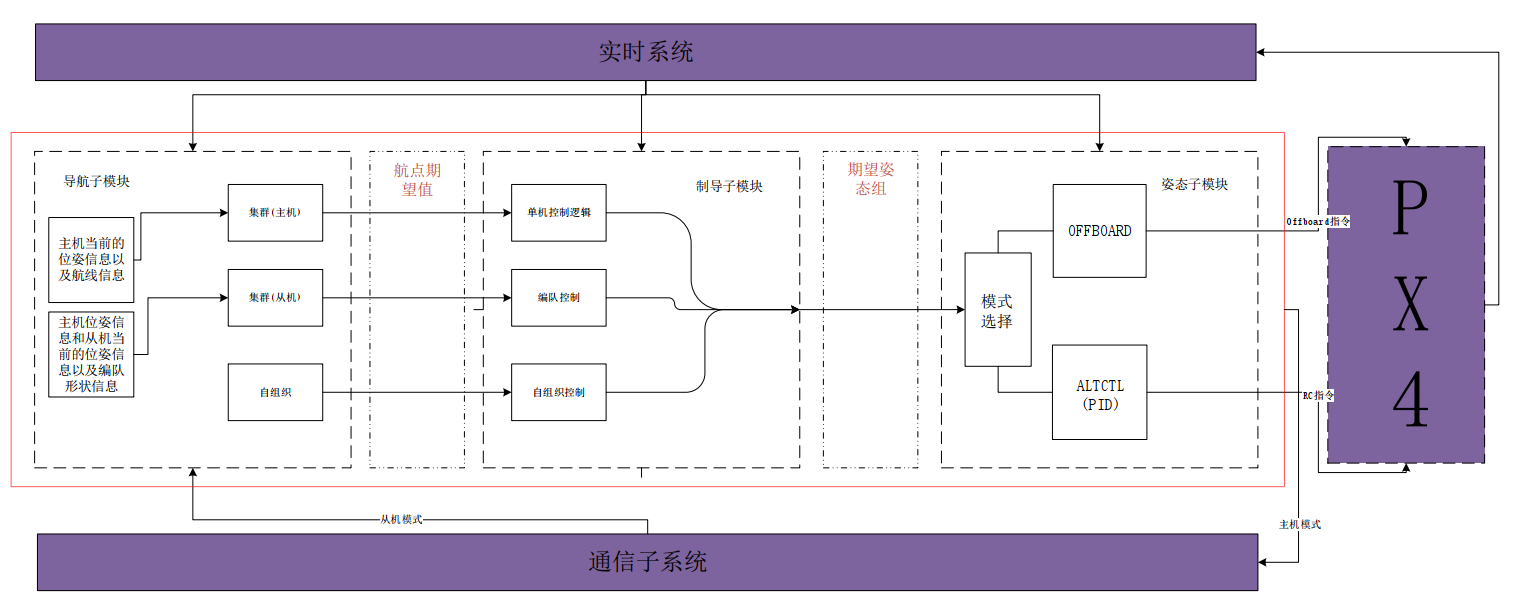 实时系统
导航子模块
主机当前的
位姿信息以
及航线信息
主机位姿信
息和从机当
前的位姿信
息以及编队
形状信息
集群(主机)
集群(从机)
自组织
航点期
望值
制导子模块
单机控制逻辑
编队控制
自组织控制
期望姿
态组
姿态子模块
模式
选择
OFFBOARD
ALTCTL
(PID)
Offboard指令
RC指令
P
X
4
从机模式
主机模式
通信子系统